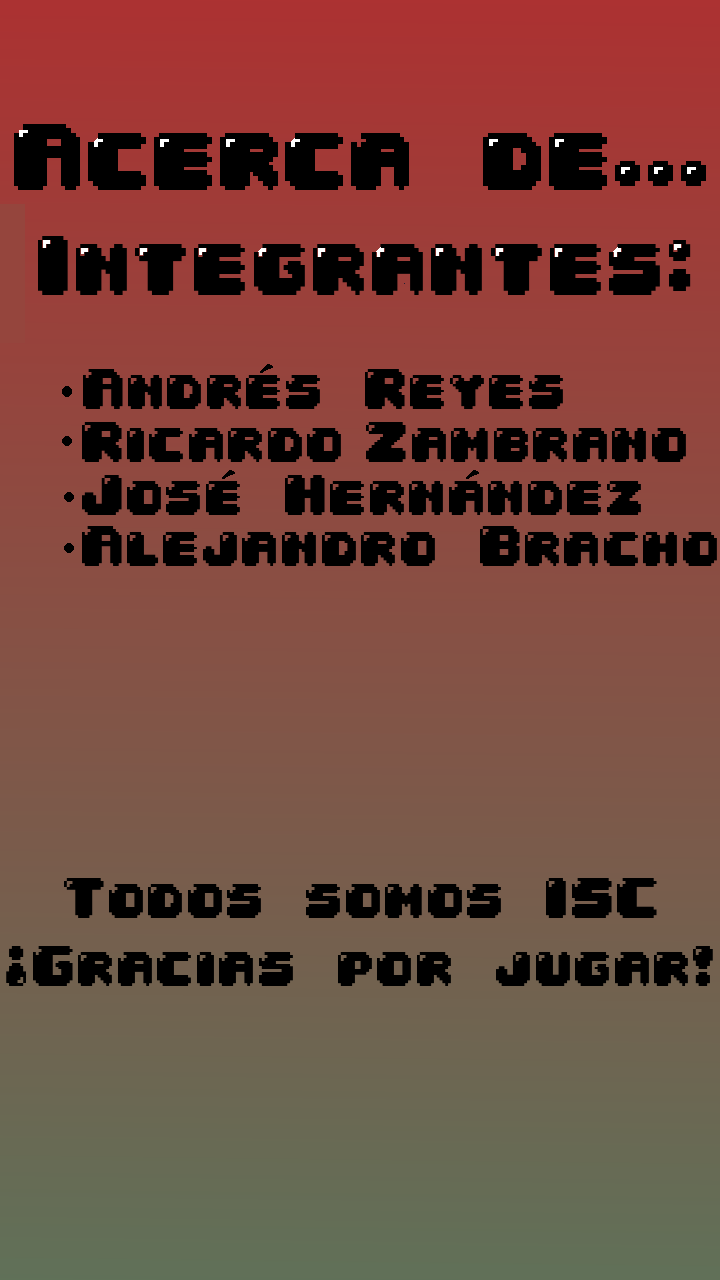 Acerca de...
Integrantes:
•Andrés Reyes
•Ricardo Zambrano
•José Hernández
•Alejandro Bracho
Todos somos ISC
¡Gracias por jugar!